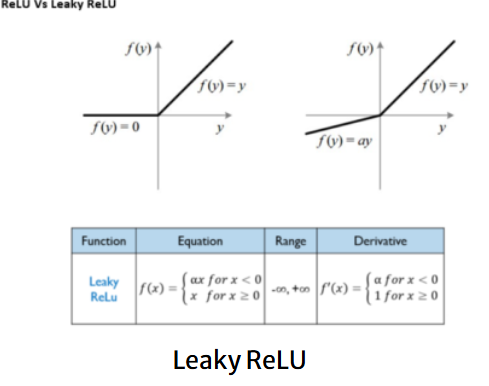 ReLU Vs Leaky ReLU
f(y) f(y)
f(y) = y f(y) = y
f(y) = 0 y f(y) = ay y
Function Equation Range Derivative
Leaky ReLu f(x) = { ax for x < 0 -∞, +∞ f'(x) = { α for x < 0
x for x ≥ 0 1 for x ≥ 0
Leaky ReLU